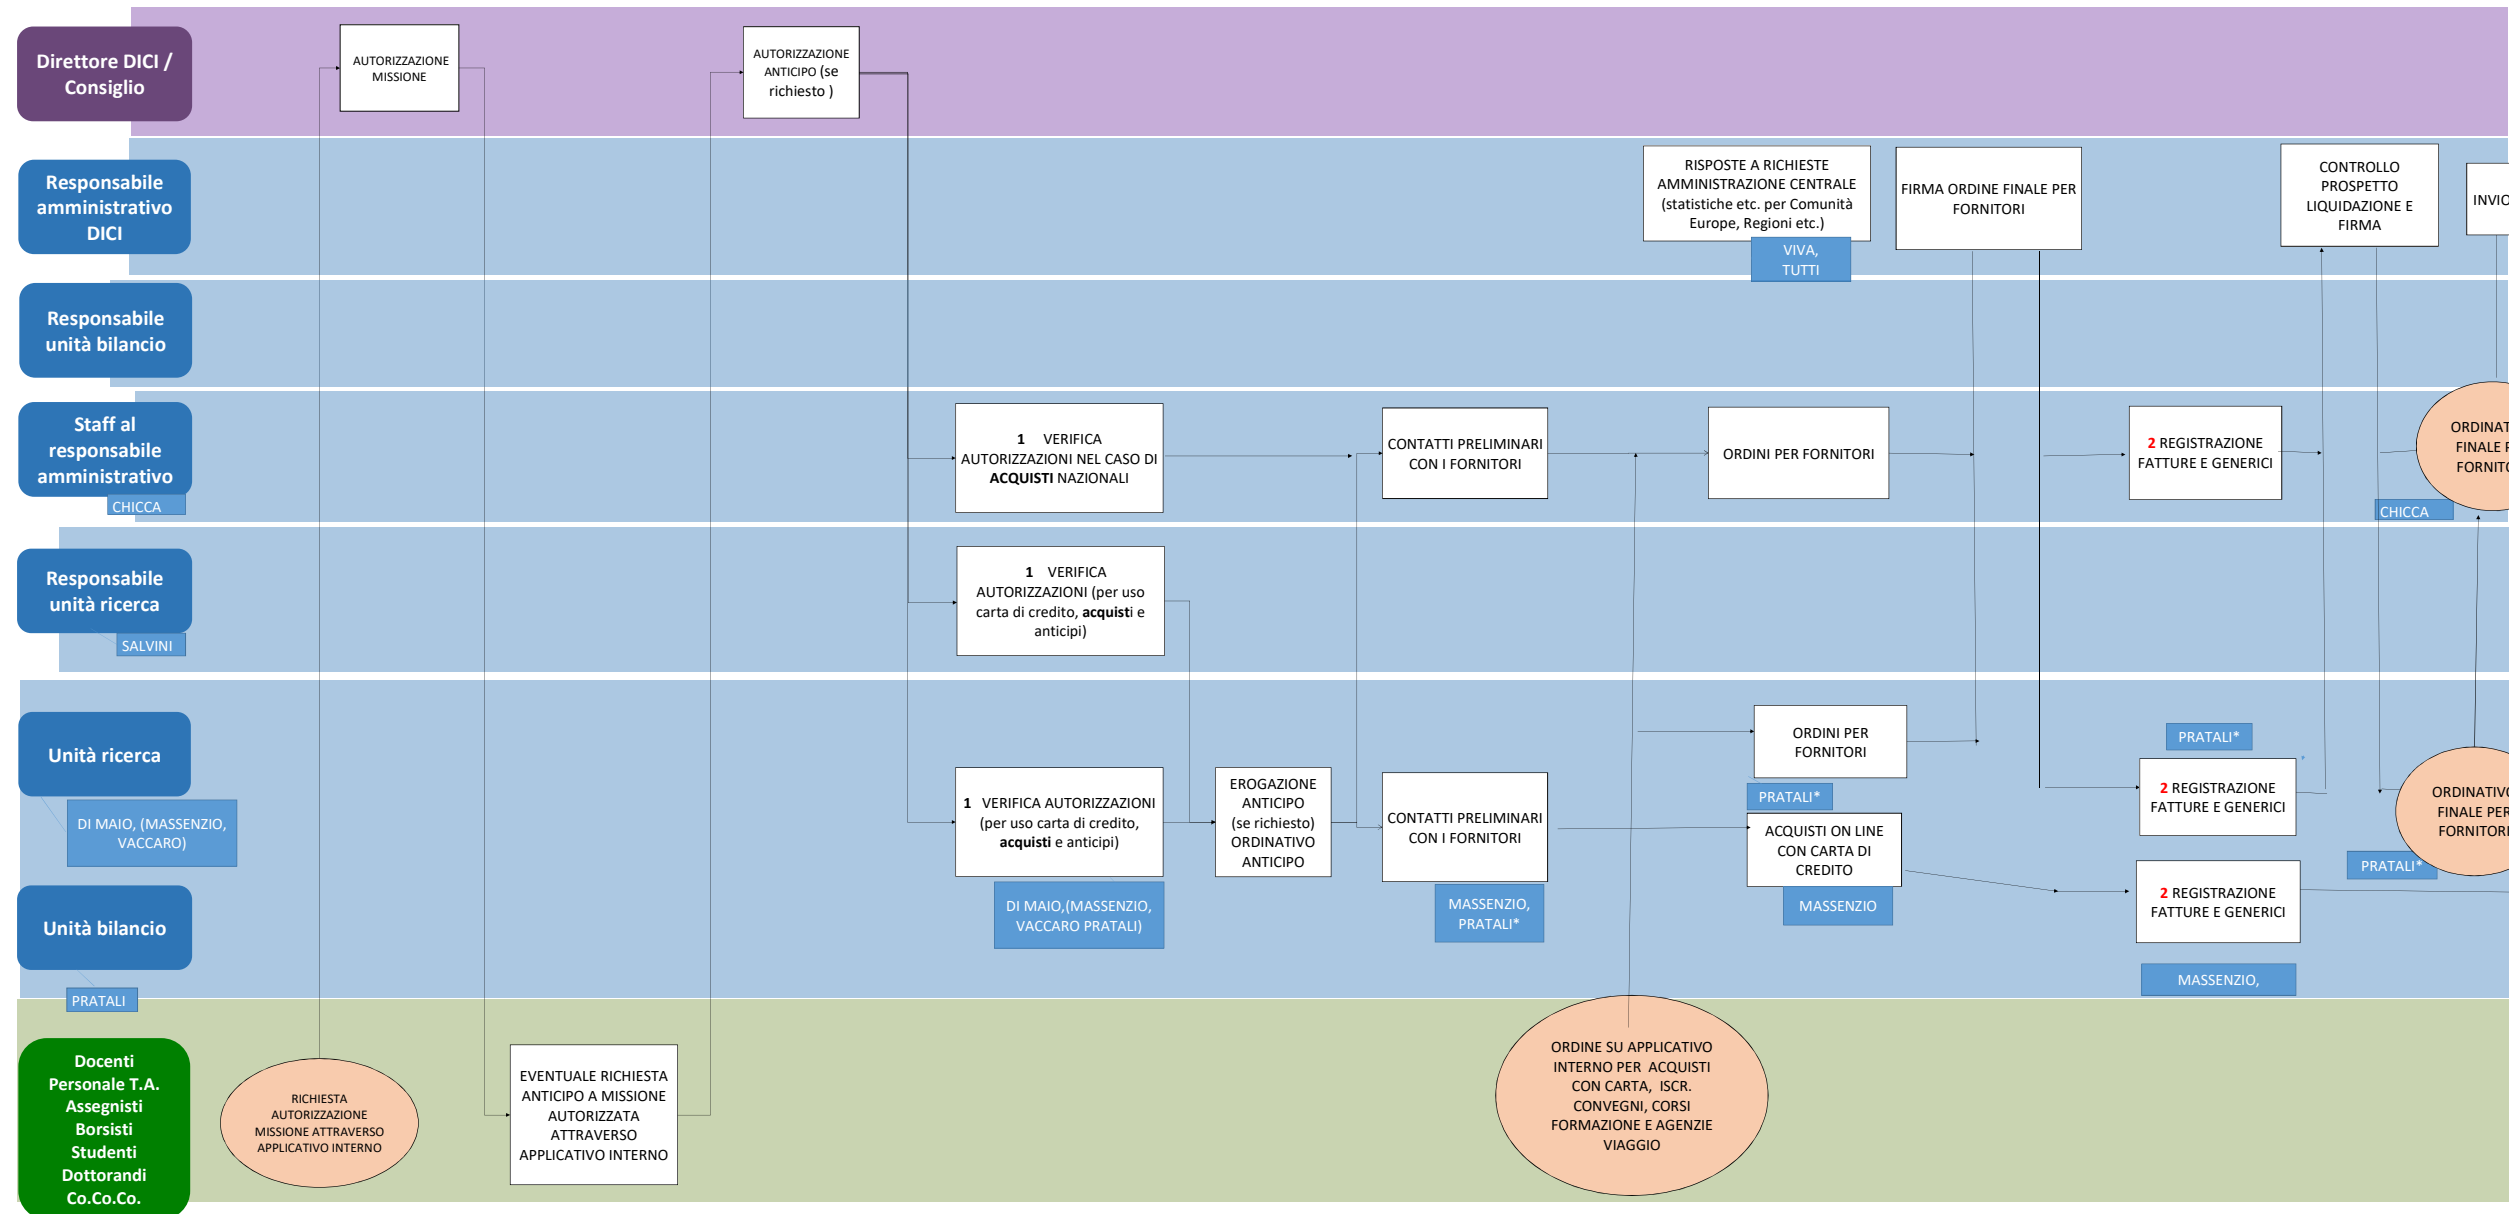 Direttore DICI /
Consiglio
AUTORIZZAZIONE
MISSIONE
AUTORIZZAZIONE
ANTICIPO (se
richiesto )
Responsabile
amministrativo
DICI
RISPOSTE A RICHIESTE
AMMINISTRAZIONE CENTRALE
(statistiche etc. per Comunità
Europe, Regioni etc.)
VIVA,
TUTTI
FIRMA ORDINE FINALE PER
FORNITORI
CONTROLLO
PROSPETTO
LIQUIDAZIONE E
FIRMA
INVIO
Responsabile
unità bilancio
Staff al
responsabile
amministrativo
CHICCA
1 VERIFICA
AUTORIZZAZIONI NEL CASO DI
ACQUISTI NAZIONALI
CONTATTI PRELIMINARI
CON I FORNITORI
ORDINI PER FORNITORI
2 REGISTRAZIONE
FATTURE E GENERICI
ORDINAT
FINALE P
FORNITO
CHICCA
Responsabile
unità ricerca
SALVINI
1 VERIFICA
AUTORIZZAZIONI (per uso
carta di credito, acquisti e
anticipi)
Unità ricerca
DI MAIO, (MASSENZIO,
VACCARO)
1 VERIFICA AUTORIZZAZIONI
(per uso carta di credito,
acquisti e anticipi)
DI MAIO,(MASSENZIO,
VACCARO PRATALI)
EROGAZIONE
ANTICIPO
(se richiesto)
ORDINATIVO
ANTICIPO
CONTATTI PRELIMINARI
CON I FORNITORI
MASSENZIO,
PRATALI*
ORDINI PER
FORNITORI
PRATALI*
ACQUISTI ON LINE
CON CARTA DI
CREDITO
MASSENZIO
PRATALI*
2 REGISTRAZIONE
FATTURE E GENERICI
ORDINATIVO
FINALE PER
FORNITORI
PRATALI*
2 REGISTRAZIONE
FATTURE E GENERICI
MASSENZIO,
Unità bilancio
PRATALI
Docenti
Personale T.A.
Assegnisti
Borsisti
Studenti
Dottorandi
Co.Co.Co.
RICHIESTA
AUTORIZZAZIONE
MISSIONE ATTRAVERSO
APPLICATIVO INTERNO
EVENTUALE RICHIESTA
ANTICIPO A MISSIONE
AUTORIZZATA
ATTRAVERSO
APPLICATIVO INTERNO
ORDINE SU APPLICATIVO
INTERNO PER ACQUISTI
CON CARTA, ISCR.
CONVEGNI, CORSI
FORMAZIONE E AGENZIE
VIAGGIO